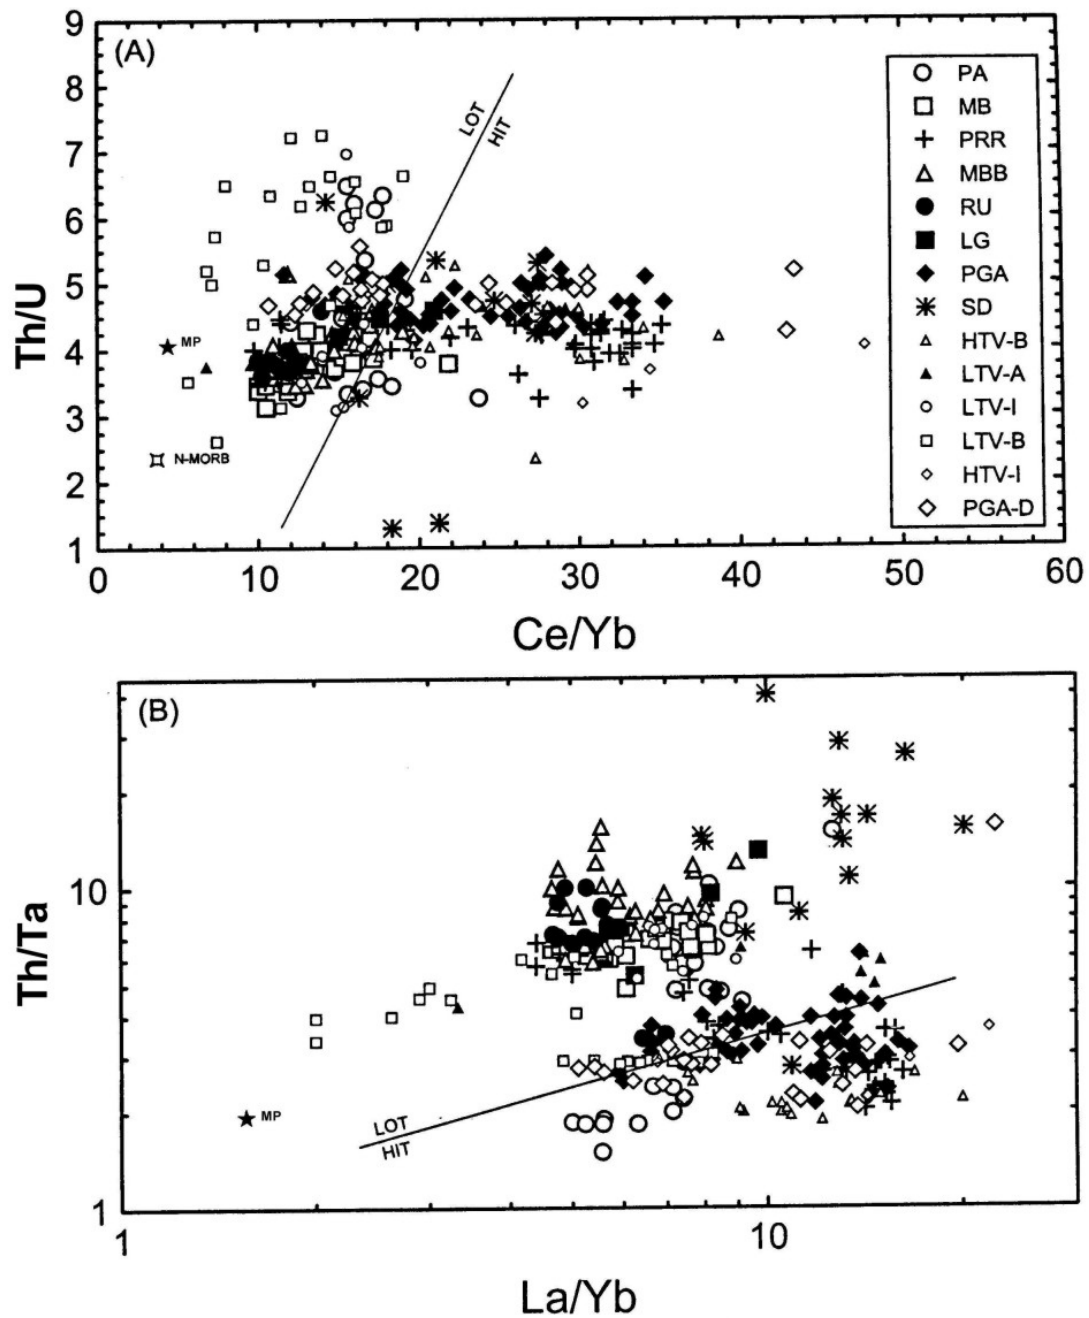 (A)
9
8
7
6
5
4
3
2
1
Th/U
LOT
HIT
MP
N-MORB
PA
MB
PRR
MBB
RU
LG
PGA
SD
HTV-B
LTV-A
LTV-I
LTV-B
HTV-I
PGA-D
0 10 20 30 40 50 60
Ce/Yb
(B)
10
1
Th/Ta
MP
LOT
HIT
1 10
La/Yb